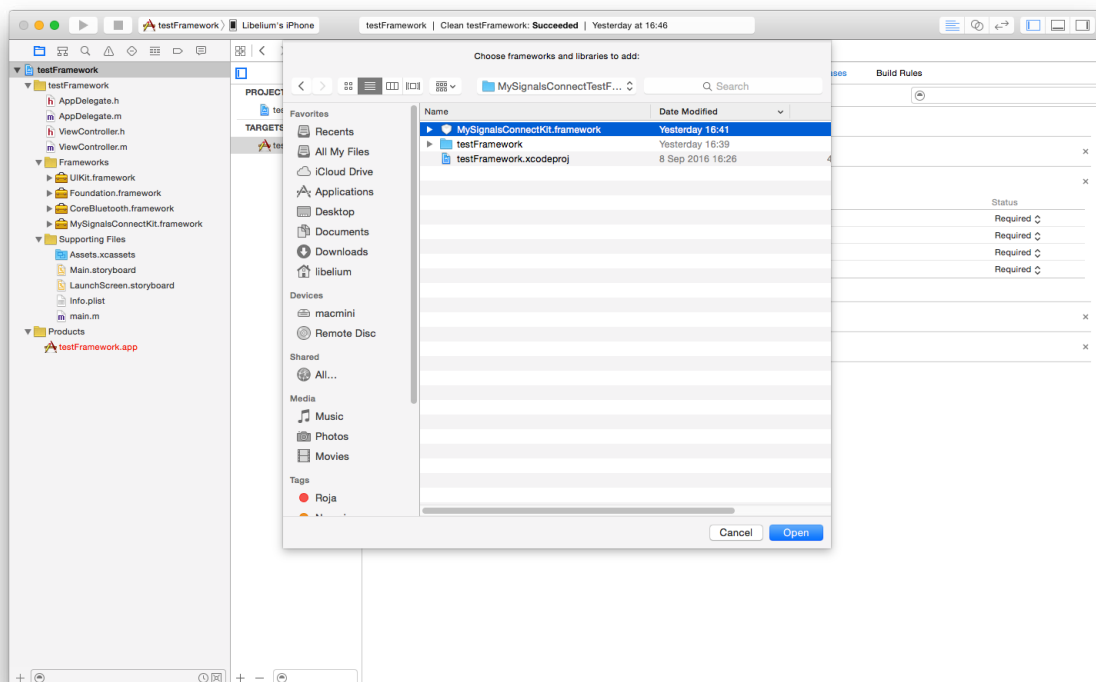 testFramework
Libelium's iPhone
testFramework | Clean testFramework: Succeeded | Yesterday at 16:46
testFramework
testFramework
AppDelegate.h
AppDelegate.m
ViewController.h
ViewController.m
Frameworks
UIKit.framework
Foundation.framework
CoreBluetooth.framework
MySignalsConnectKit.framework
Supporting Files
Assets.xcassets
Main.storyboard
LaunchScreen.storyboard
Info.plist
main.m
Products
testFramework.app
PROJEC
tes
TARGETS
tes
Choose frameworks and libraries to add:
MySignalsConnectTestF...
Search
Favorites
Recents
All My Files
iCloud Drive
Applications
Desktop
Documents
Downloads
libelium
Devices
macmini
Remote Disc
Shared
All...
Media
Music
Photos
Movies
Tags
Roja
Name
Date Modified
MySignalsConnectKit.framework
Yesterday 16:41
testFramework
Yesterday 16:39
testFramework.xcodeproj
8 Sep 2016 16:26
4
Cancel
Open
ses
Build Rules
Status
Required
Required
Required
Required